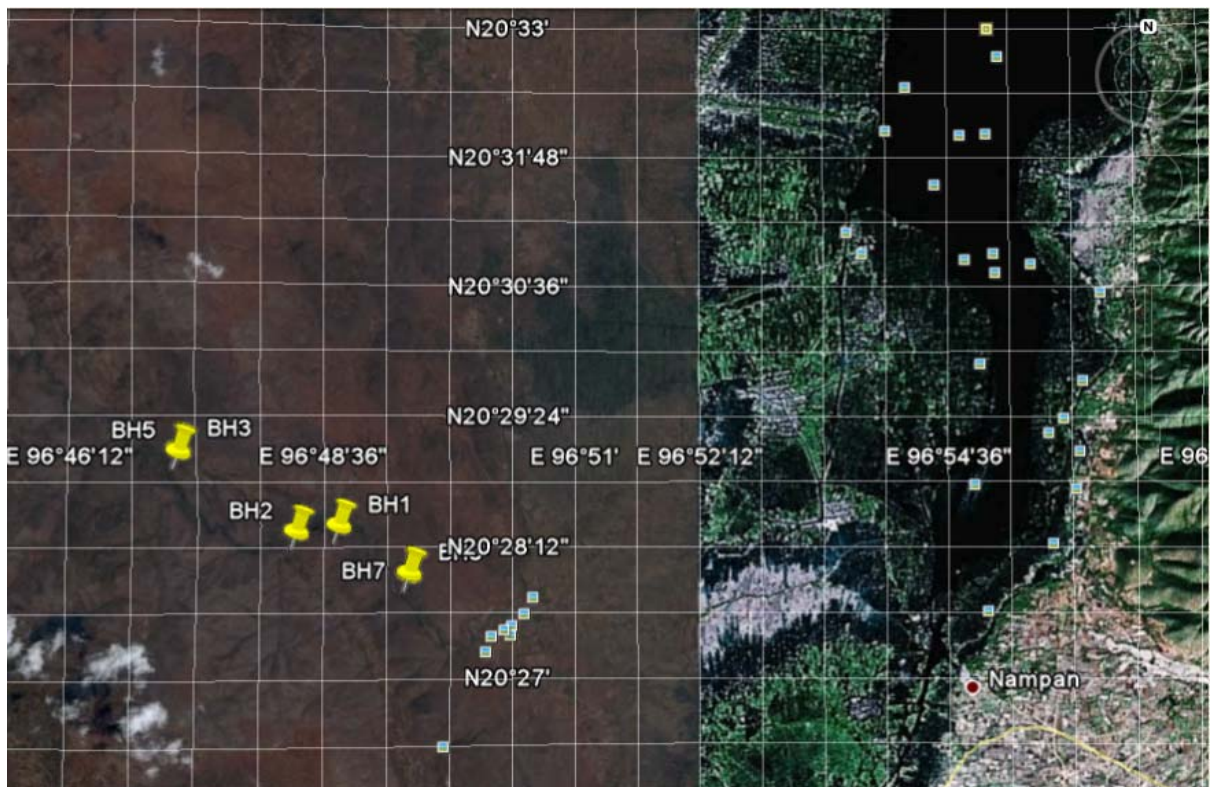 N20°33'
N
N20°31'48"
N20°30'36"
N20°29'24"
BH5
BH3
E 96°46'12"
E 96°48'36"
E 96°51'
E 96°52'12"
E 96°54'36"
E 96
BH2
BH1
N20°28'12"
BH7
N20°27'
Nampan